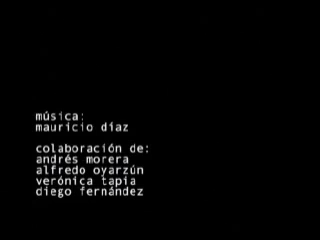 música:
mauricio díaz
colaboración de:
andrés morera
alfredo oyarzún
verónica tapia
diego fernández